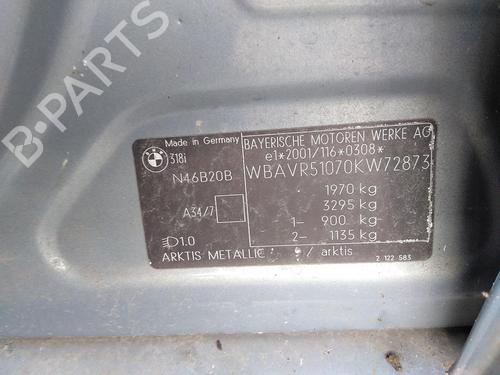 B-PARTS
Made in Germany
BAYERISCHE MOTOREN WERKE AG
318i
e1*2001/116*0308*
N46B20B
WBAVR51070KW72873
1970 kg
3295 kg
A34/7
1- 900 kg
2- 1135 kg
1.0
ARKTIS METALLIC / arktis
2 122 583